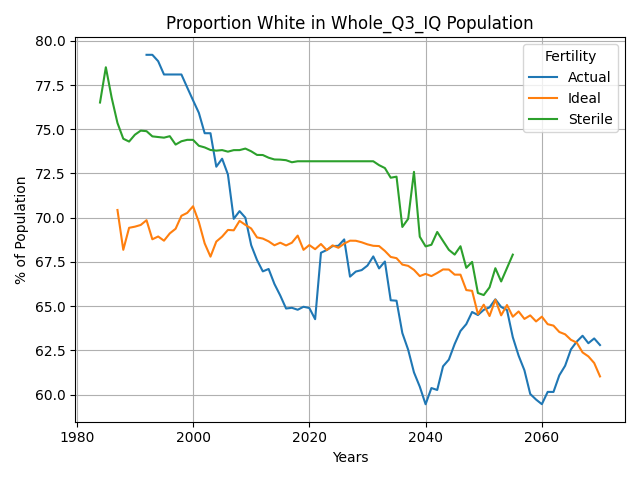 Proportion White in Whole_Q3_IQ Population
80.0
77.5
75.0
72.5
70.0
67.5
65.0
62.5
60.0
% of Population
Fertility
Actual
Ideal
Sterile
1980
2000
2020
2040
2060
Years